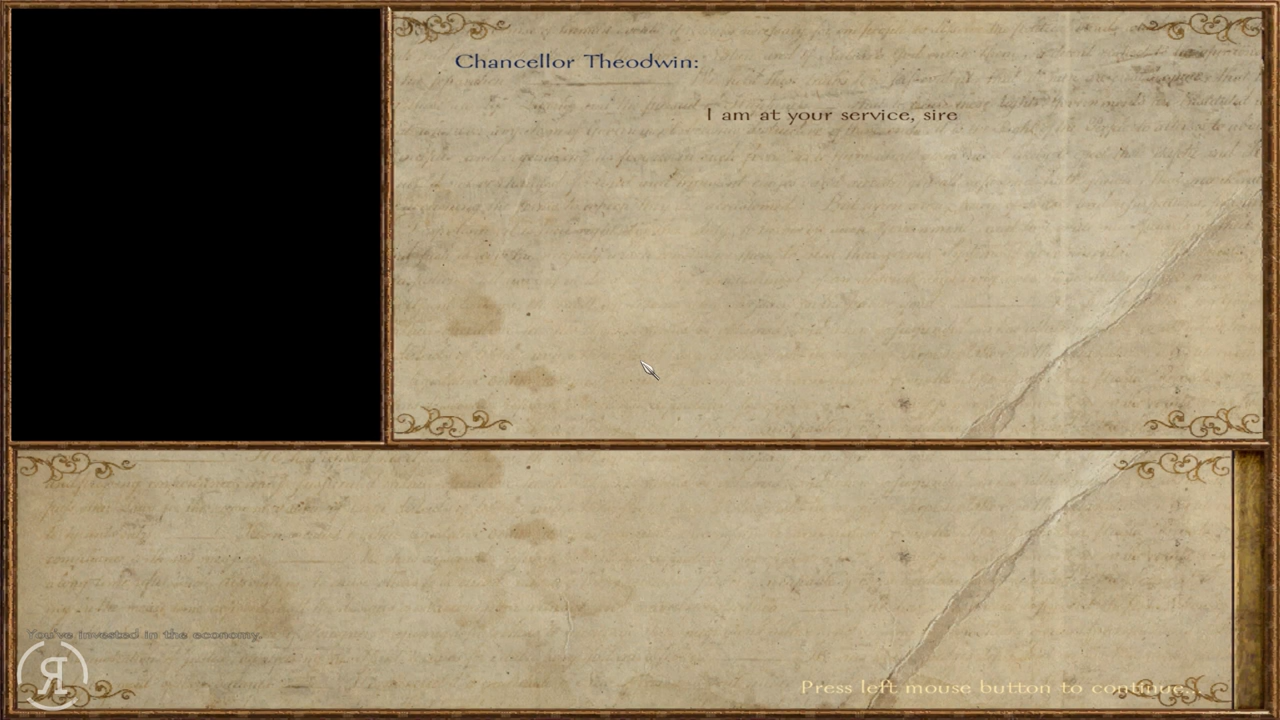 Chancellor Theodwin:
I am at your service, sire
You've invested in the economy.
Press left mouse button to continue...